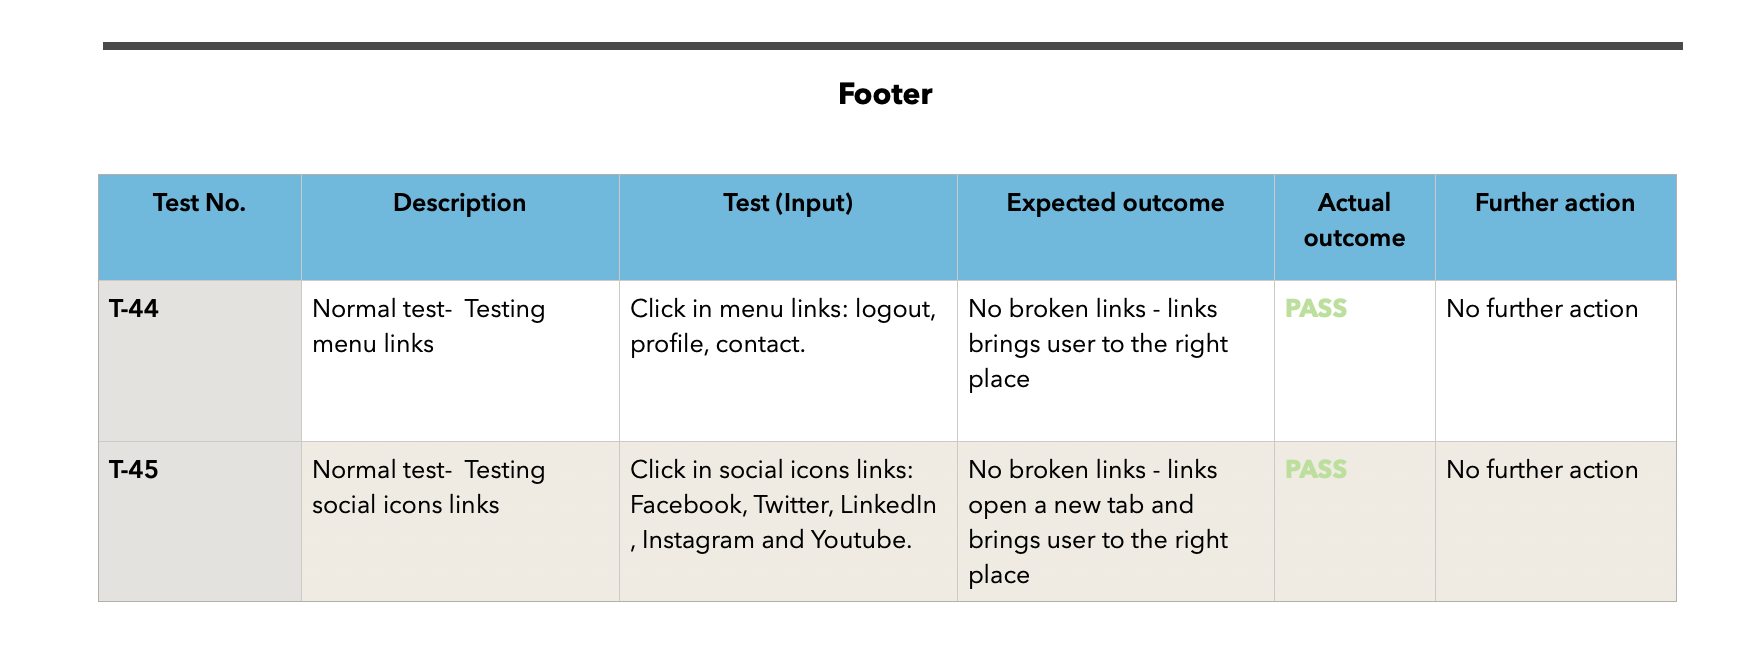 Footer
Test No.
Description
Test (Input)
Expected outcome
Actual
outcome
Further action
T-44
Normal test-  Testing
menu links
Click in menu links: logout,
profile, contact.
No broken links - links
brings user to the right
place
PASS
No further action
T-45
Normal test-  Testing
social icons links
Click in social icons links:
Facebook, Twitter, LinkedIn
, Instagram and Youtube.
No broken links - links
open a new tab and
brings user to the right
place
PASS
No further action